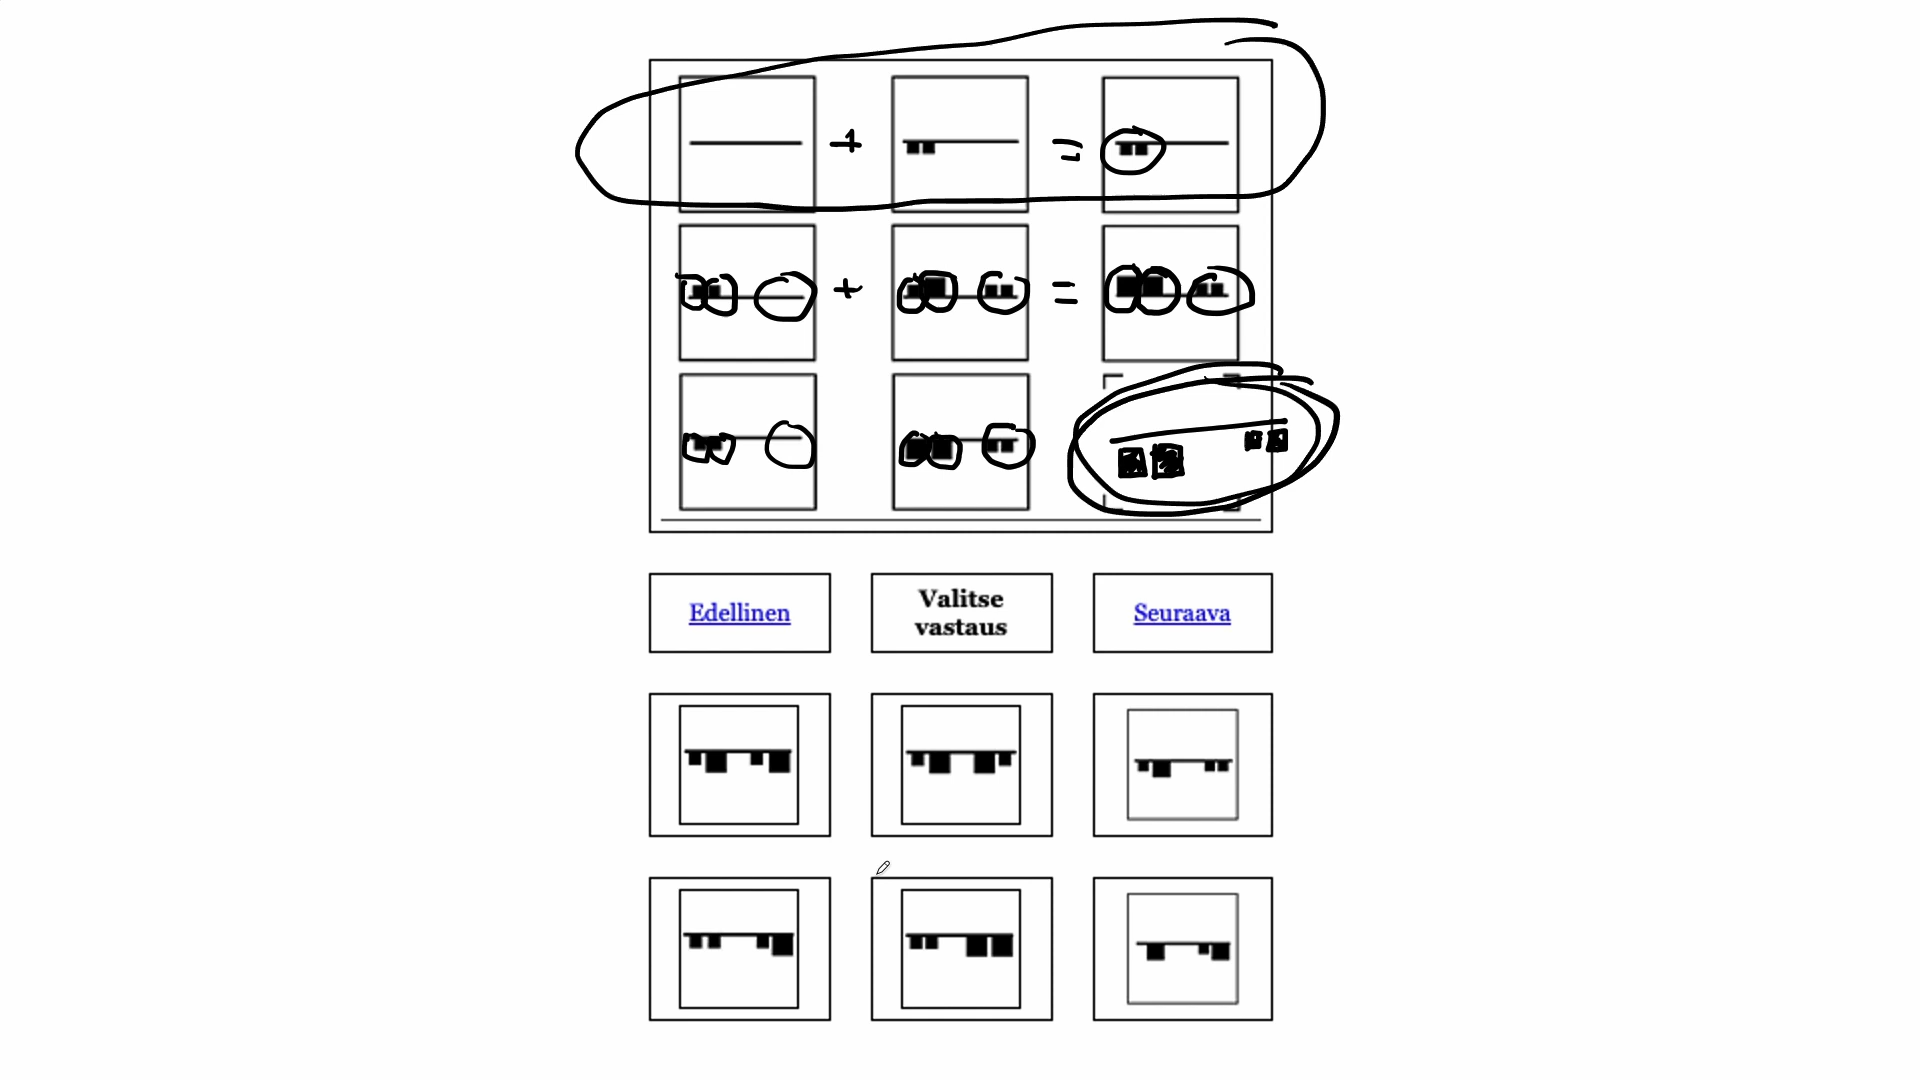 + =
+ =
Edellinen
Valitse
vastaus
Seuraava